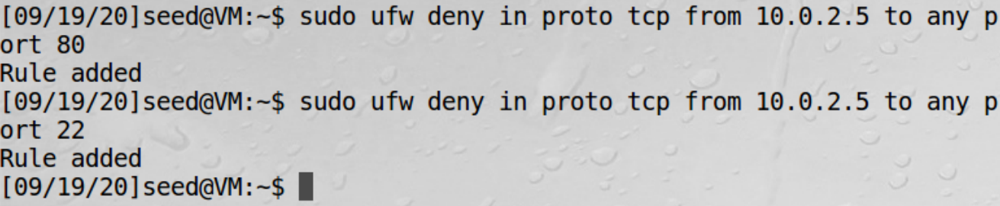 [09/19/20]seed@VM:~$ sudo ufw deny in proto tcp from 10.0.2.5 to any p
ort 80
Rule added
[09/19/20]seed@VM:~$ sudo ufw deny in proto tcp from 10.0.2.5 to any p
ort 22
Rule added
[09/19/20]seed@VM:~$